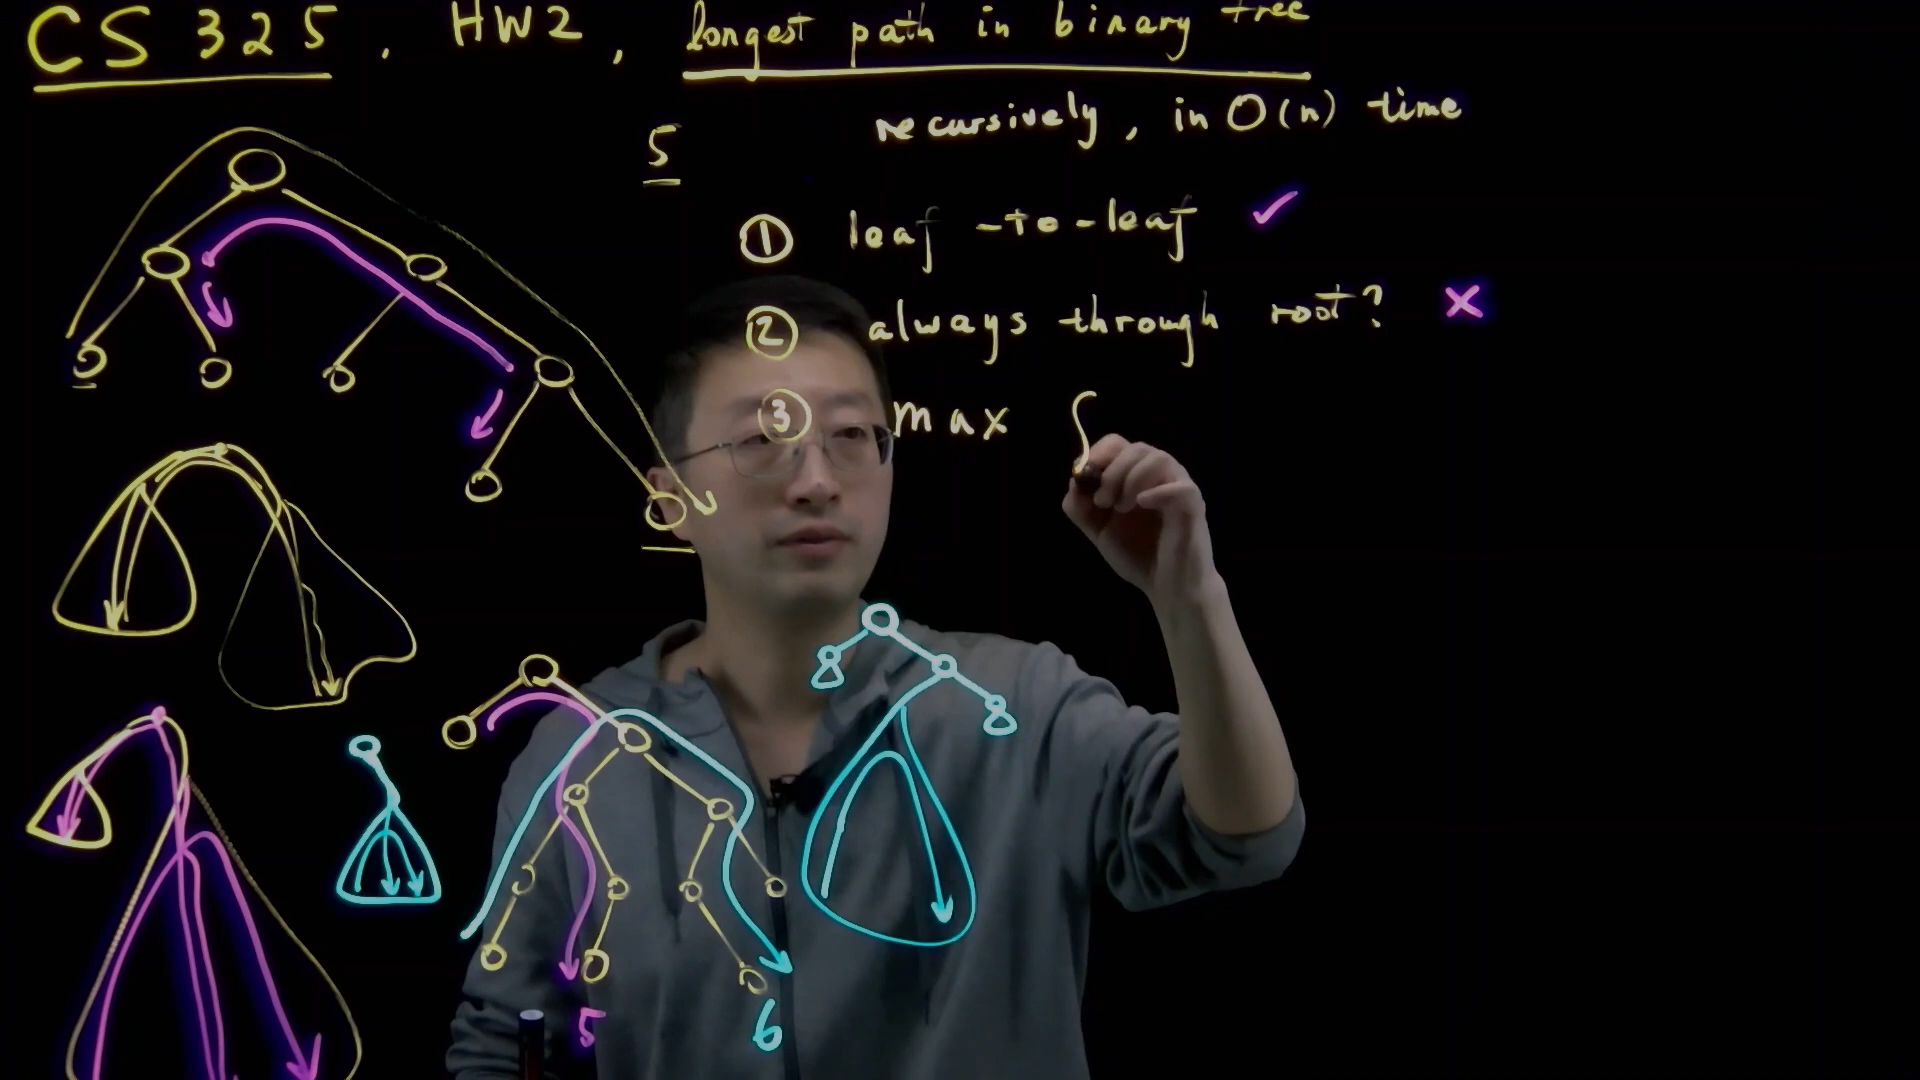 CS 325 . HW2 , longest path in binary tree
recursively , in O(n) time
5
① leaf -to-leaf ✓
② always through root? ×
③ max
5
6